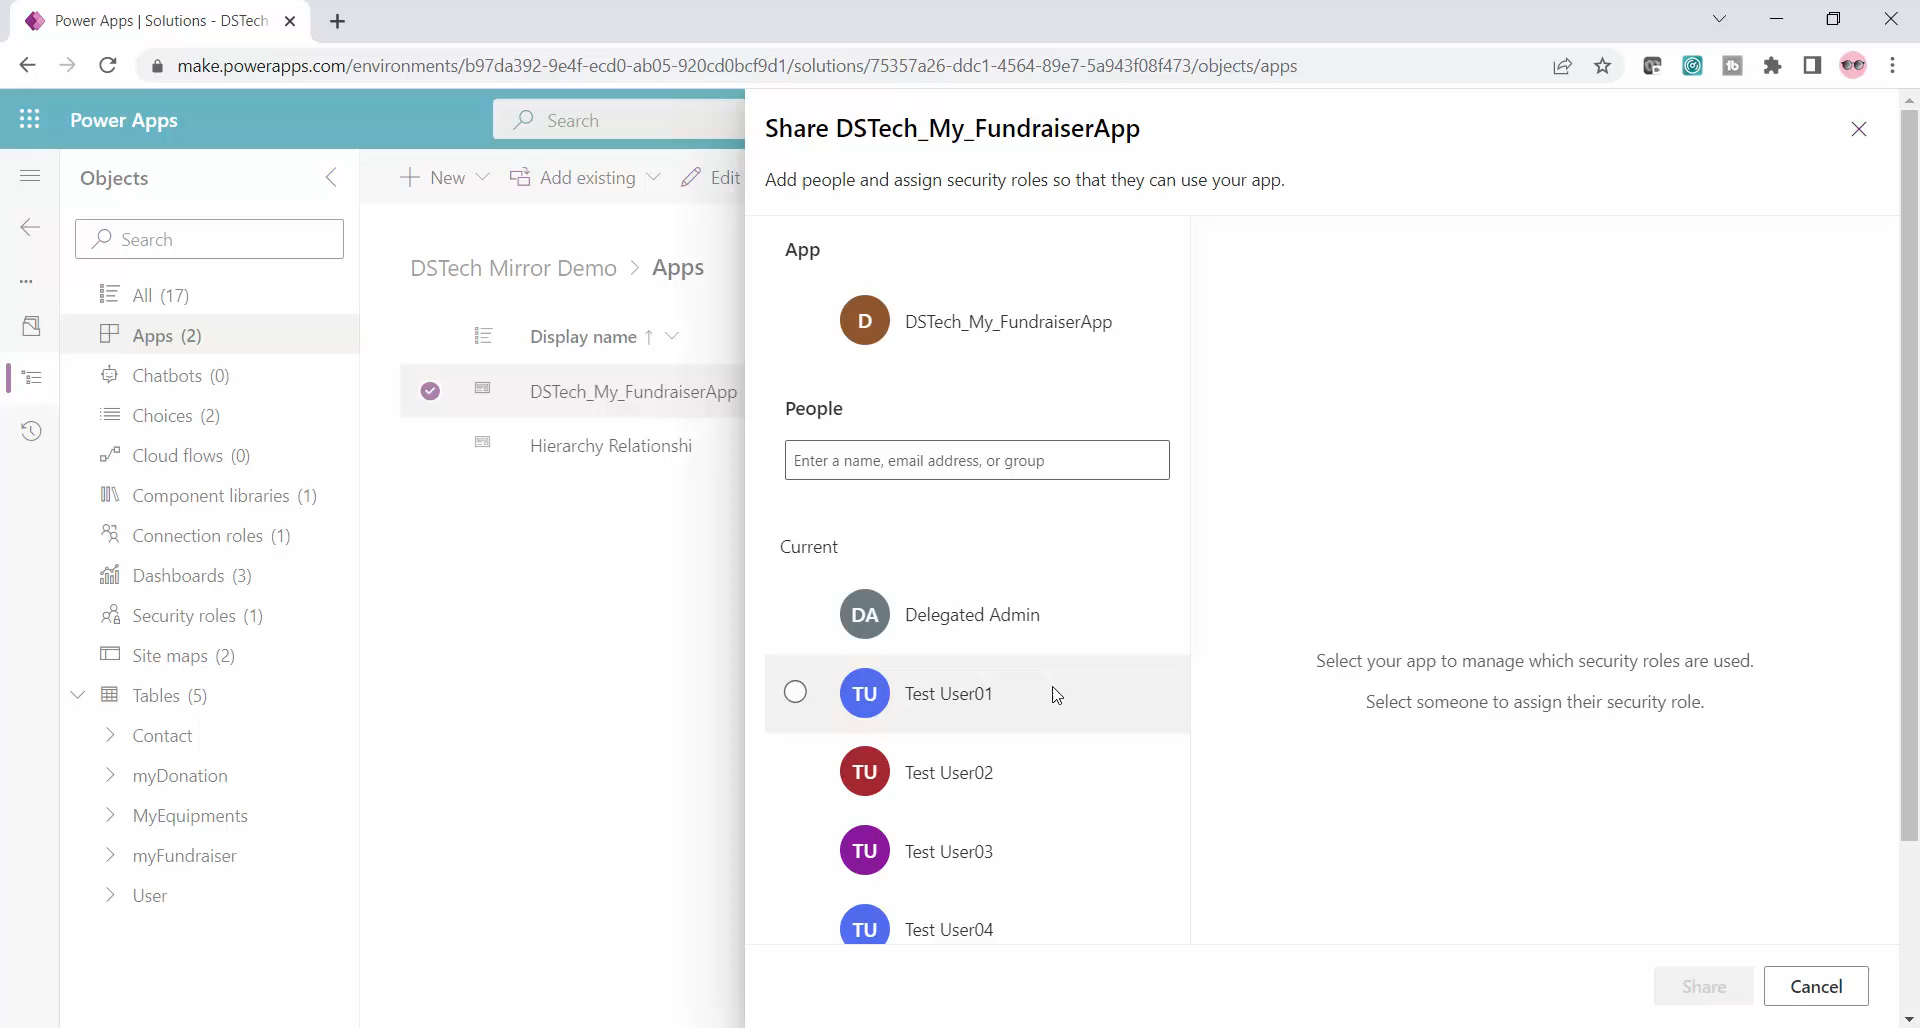 Power Apps | Solutions - DSTech
make.powerapps.com/environments/b97da392-9e4f-ecd0-ab05-920cd0bcf9d1/solutions/75357a26-ddc1-4564-89e7-5a943f08f473/objects/apps
Power Apps
Search
Objects
Search
All (17)
Apps (2)
Chatbots (0)
Choices (2)
Cloud flows (0)
Component libraries (1)
Connection roles (1)
Dashboards (3)
Security roles (1)
Site maps (2)
Tables (5)
Contact
myDonation
MyEquipments
myFundraiser
User
New
Add existing
Edit
DSTech Mirror Demo > Apps
Display name ↑
DSTech_My_FundraiserApp
Hierarchy Relationshi
Share DSTech_My_FundraiserApp
Add people and assign security roles so that they can use your app.
App
D
DSTech_My_FundraiserApp
People
Enter a name, email address, or group
Current
DA
Delegated Admin
TU
Test User01
TU
Test User02
TU
Test User03
TU
Test User04
Select your app to manage which security roles are used.
Select someone to assign their security role.
Share
Cancel